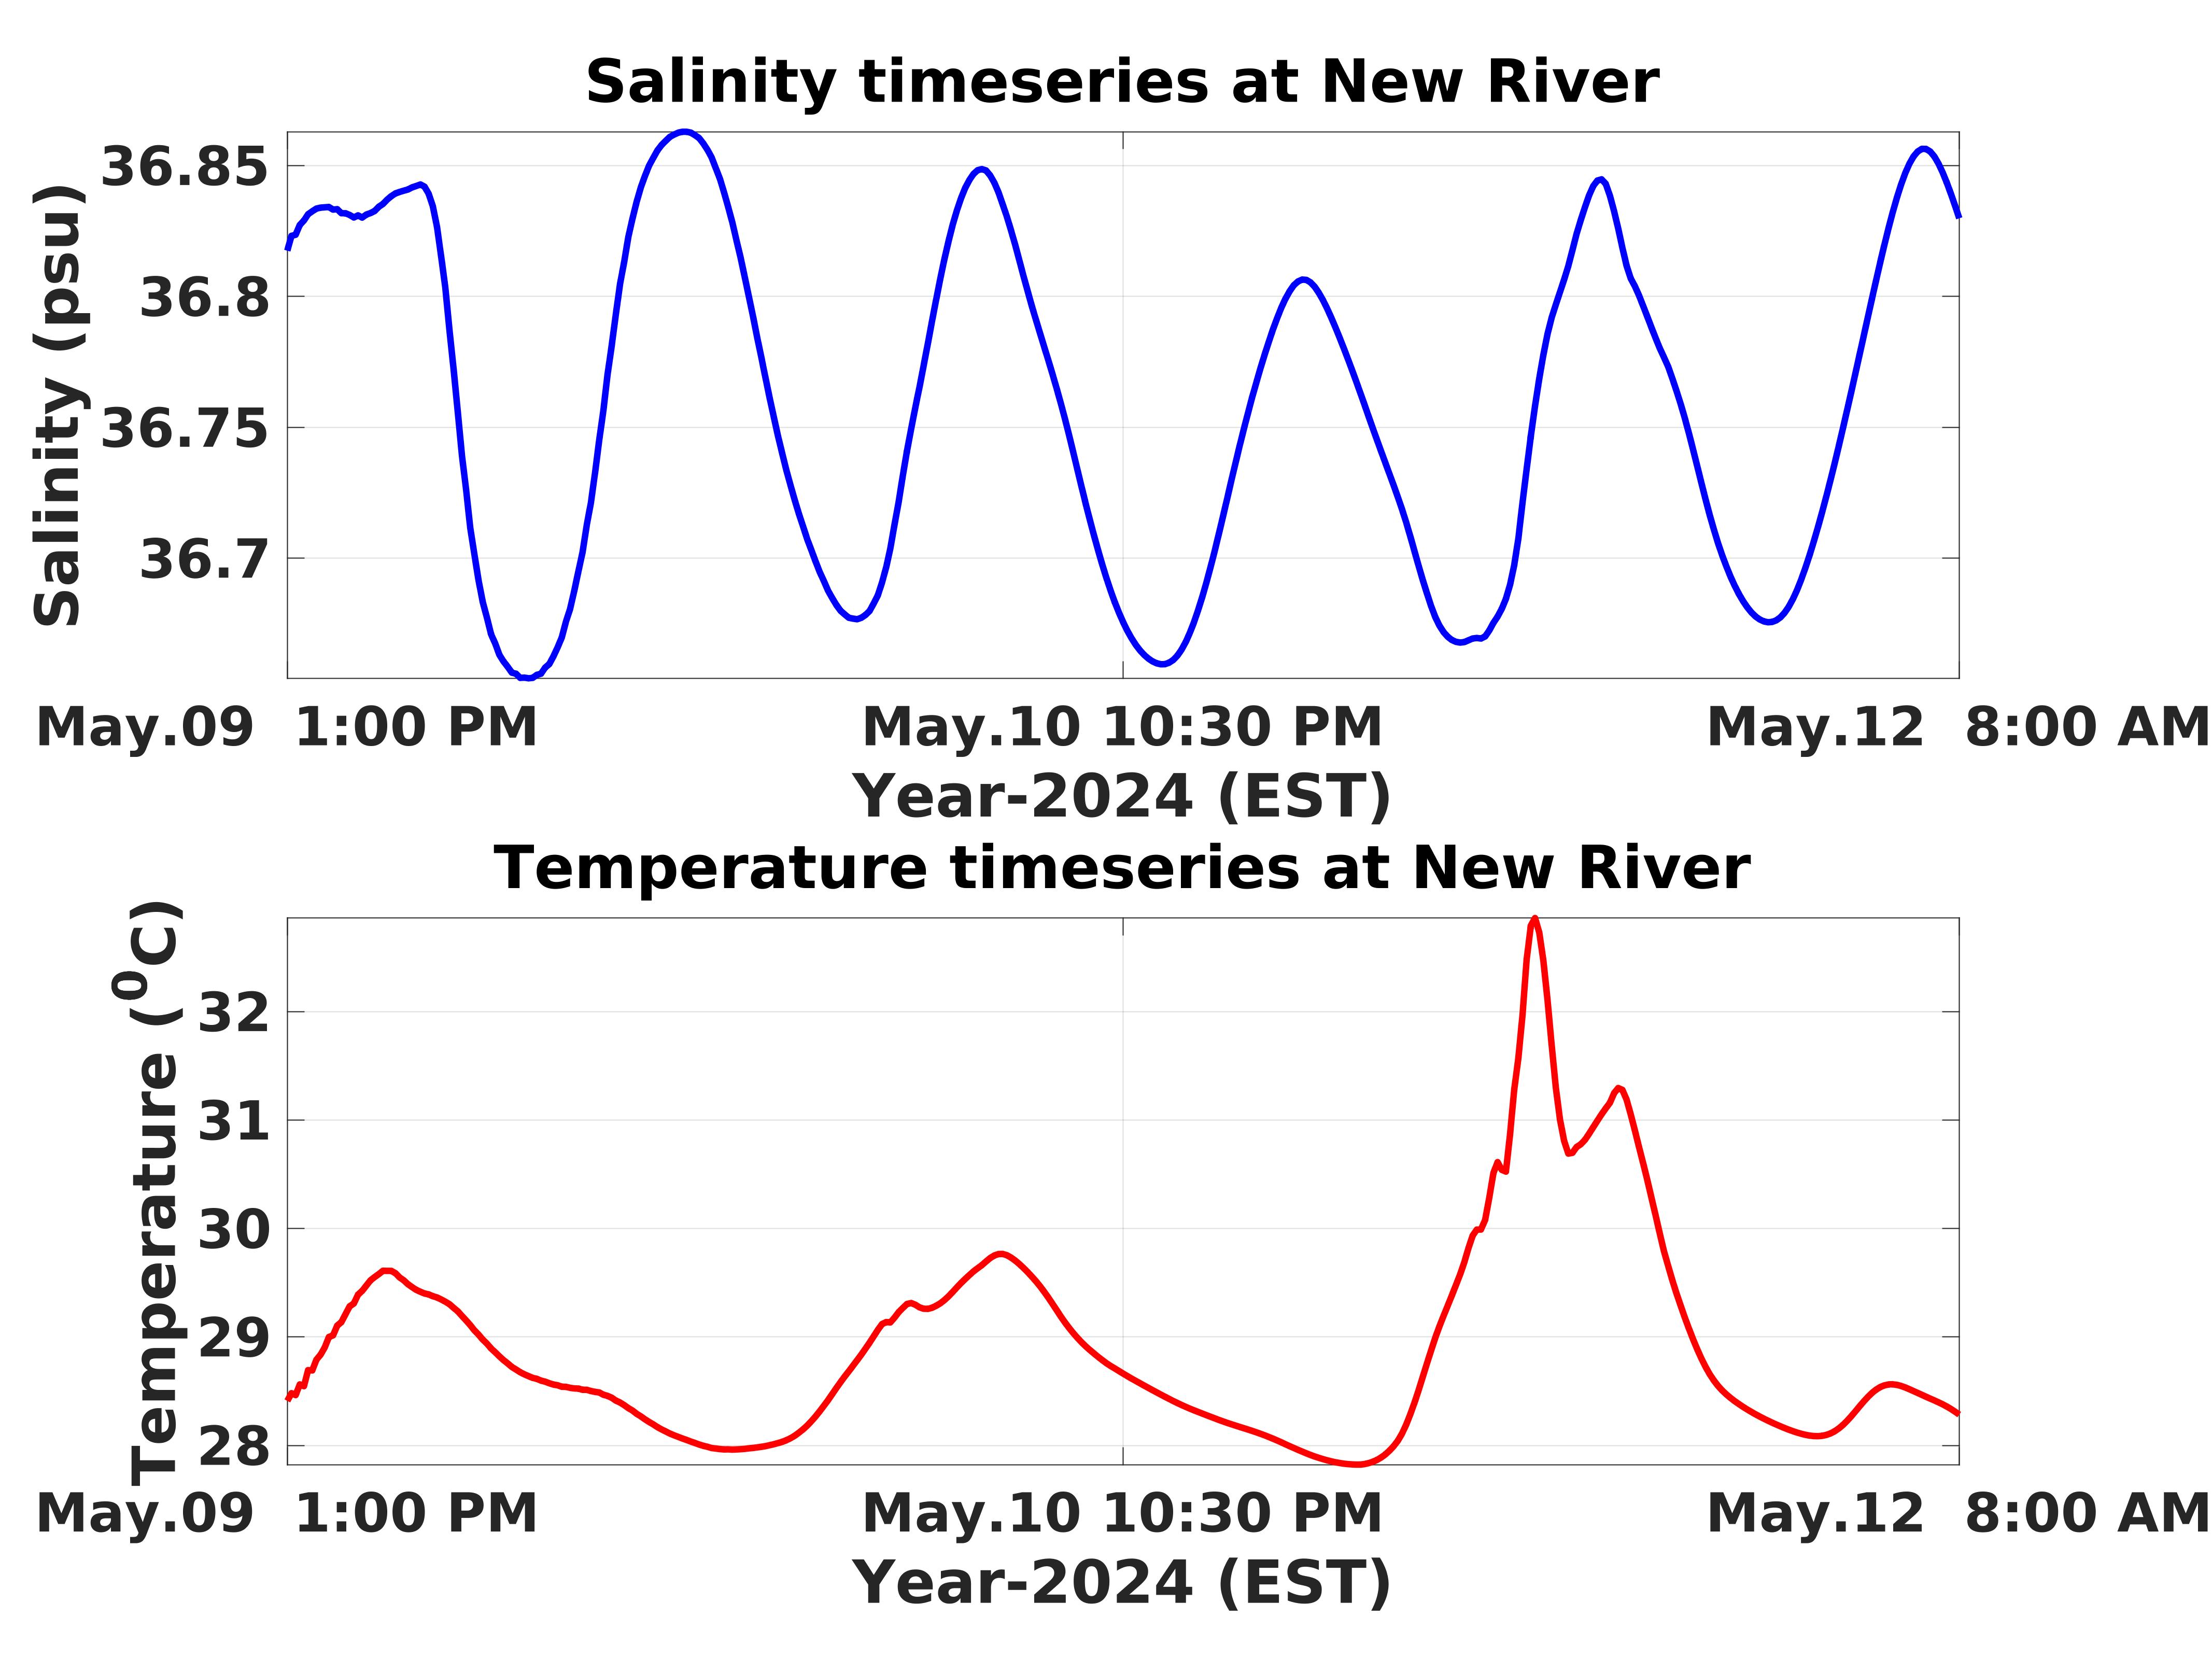 Salinity timeseries at New River
Salinity (psu)
36.85
36.8
36.75
36.7
May.09 1:00 PM
May.10 10:30 PM
May.12 8:00 AM
Year-2024 (EST)
Temperature timeseries at New River
Temperature (⁰C)
32
31
30
29
28
May.09 1:00 PM
May.10 10:30 PM
May.12 8:00 AM
Year-2024 (EST)